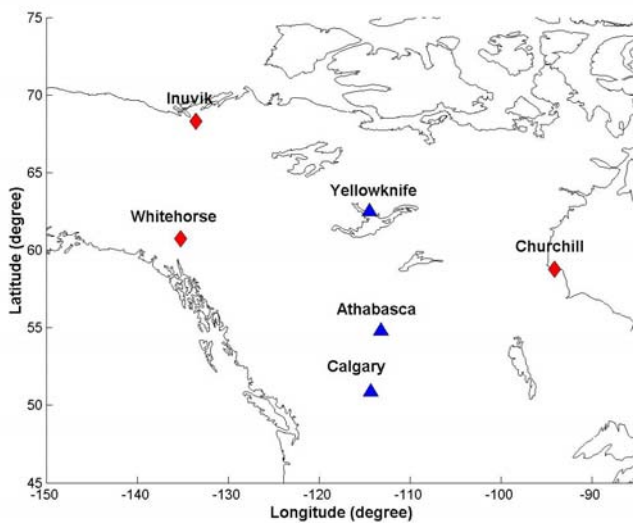 75
70
65
60
55
50
45
Latitude (degree)
Inuvik
Yellowknife
Whitehorse
Churchill
Athabasca
Calgary
-150
-140
-130
-120
-110
-100
-90
Longitude (degree)